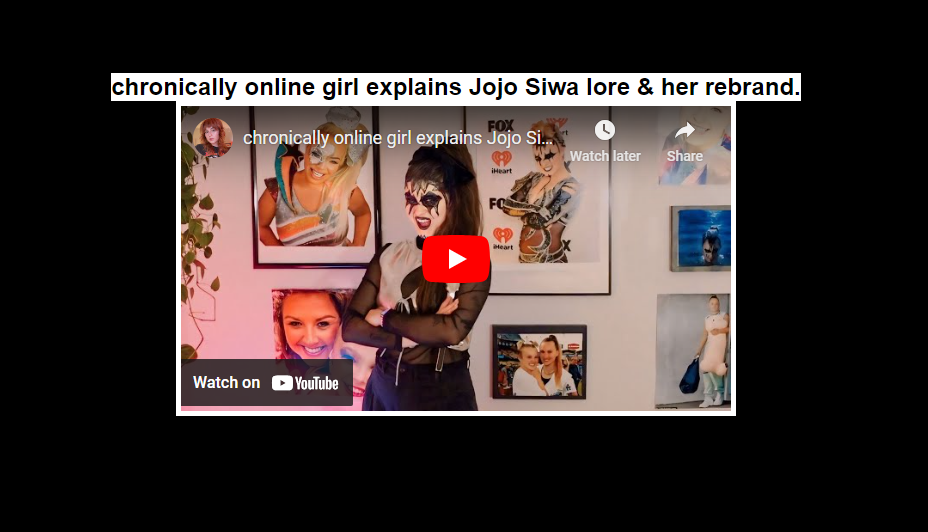 chronically online girl explains Jojo Siwa lore & her rebrand.
chronically online girl explains Jojo Si...
Watch later
Share
FOX
iHeart
iHeart
Watch on YouTube